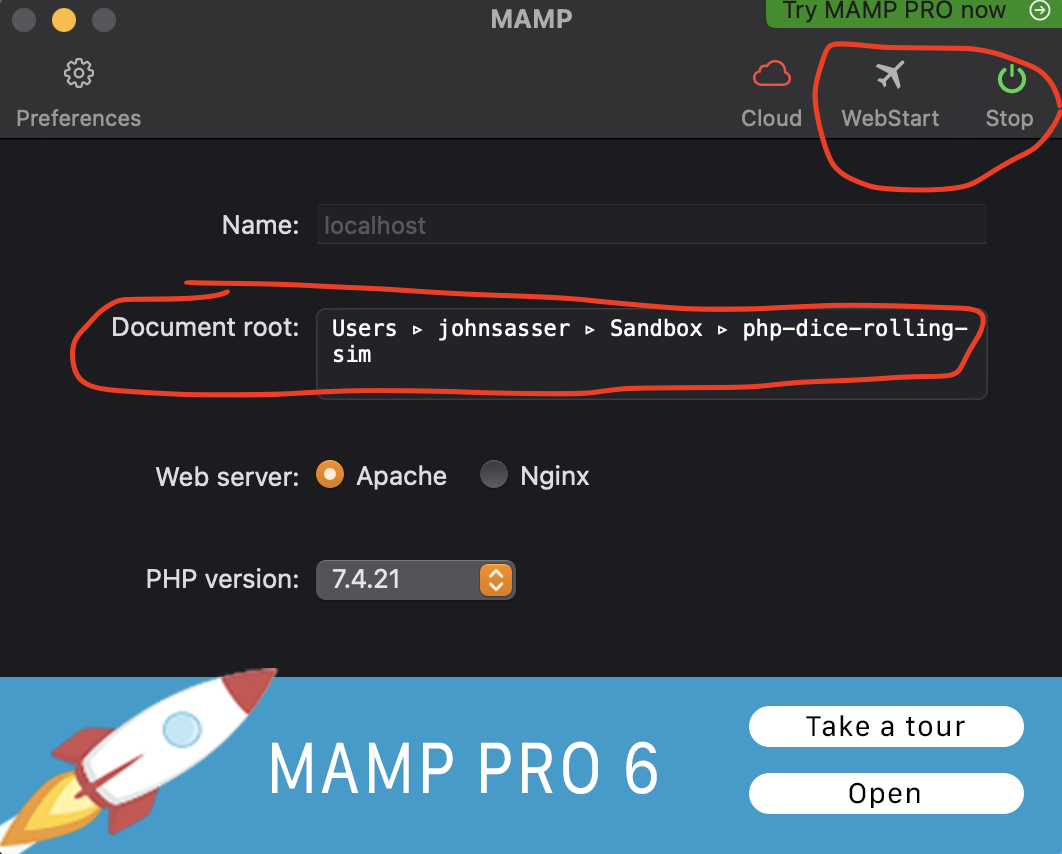 MAMP
Try MAMP PRO now
Preferences
Cloud
WebStart
Stop
Name: localhost
Document root: Users ▹ johnsasser ▹ Sandbox ▹ php-dice-rolling-
sim
Web server: Apache Nginx
PHP version: 7.4.21
MAMP PRO 6
Take a tour
Open